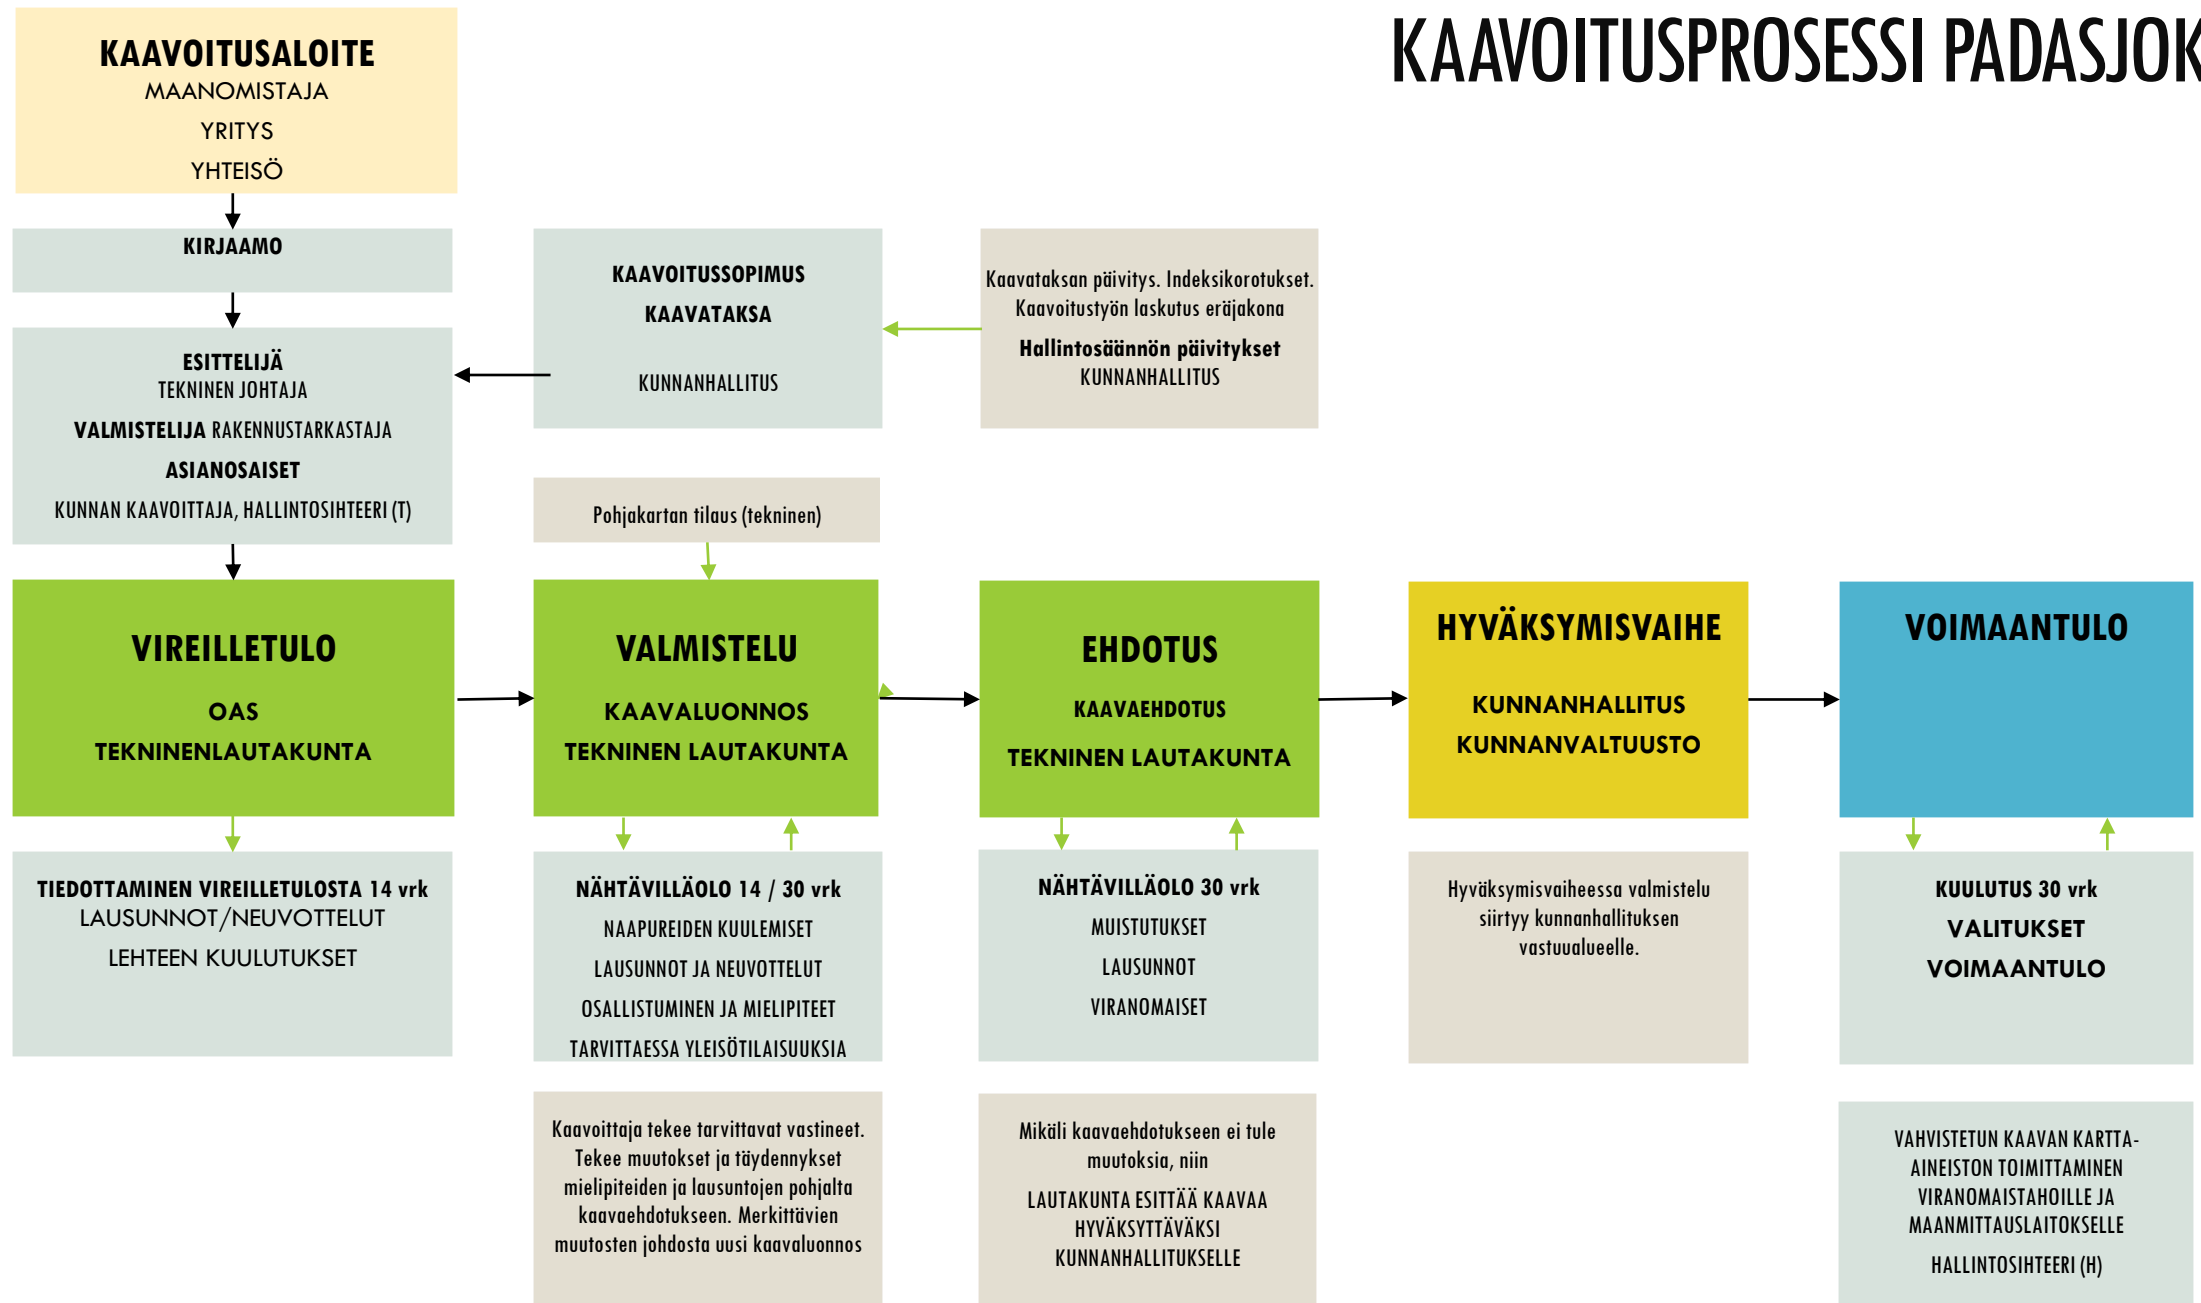 KAAVOITUSPROSESSI PADASJOK
KAAVOITUSALOITE
MAANOMISTAJA
YRITYS
YHTEISÖ
KIRJAAMO
ESITTELIJÄ
TEKNINEN JOHTAJA
VALMISTELIJA RAKENNUSTARKASTAJA
ASIANOSAISET
KUNNAN KAAVOITTAJA, HALLINTOSIHTEERI (T)
KAAVOITUSSOPIMUS
KAAVATAKSA
KUNNANHALLITUS
Kaavataksan päivitys. Indeksikorotukset.
Kaavoitustyön laskutus eräjakona
Hallintosäännön päivitykset
KUNNANHALLITUS
Pohjakartan tilaus (tekninen)
VIREILLETULO
OAS
TEKNINENLAUTAKUNTA
VALMISTELU
KAAVALUONNOS
TEKNINEN LAUTAKUNTA
EHDOTUS
KAAVAEHDOTUS
TEKNINEN LAUTAKUNTA
HYVÄKSYMISVAIHE
KUNNANHALLITUS
KUNNANVALTUUSTO
VOIMAANTULO
TIEDOTTAMINEN VIREILLETULOSTA 14 vrk
LAUSUNNOT/NEUVOTTELUT
LEHTEEN KUULUTUKSET
NÄHTÄVILLÄOLO 14 / 30 vrk
NAAPUREIDEN KUULEMISET
LAUSUNNOT JA NEUVOTTELUT
OSALLISTUMINEN JA MIELIPITEET
TARVITTAESSA YLEISÖTILAISUUKSIA
NÄHTÄVILLÄOLO 30 vrk
MUISTUTUKSET
LAUSUNNOT
VIRANOMAISET
Hyväksymisvaiheessa valmistelu
siirtyy kunnanhallituksen
vastuualueelle.
KUULUTUS 30 vrk
VALITUKSET
VOIMAANTULO
Kaavoittaja tekee tarvittavat vastineet.
Tekee muutokset ja täydennykset
mielipiteiden ja lausuntojen pohjalta
kaavaehdotukseen. Merkittävien
muutosten johdosta uusi kaavaluonnos
Mikäli kaavaehdotukseen ei tule
muutoksia, niin
LAUTAKUNTA ESITTÄÄ KAAVAA
HYVÄKSYTTÄVÄKSI
KUNNANHALLITUKSELLE
VAHVISTETUN KAAVAN KARTTA-
AINEISTON TOIMITTAMINEN
VIRANOMAISTAHOILLE JA
MAANMITTAUSLAITOKSELLE
HALLINTOSIHTEERI (H)